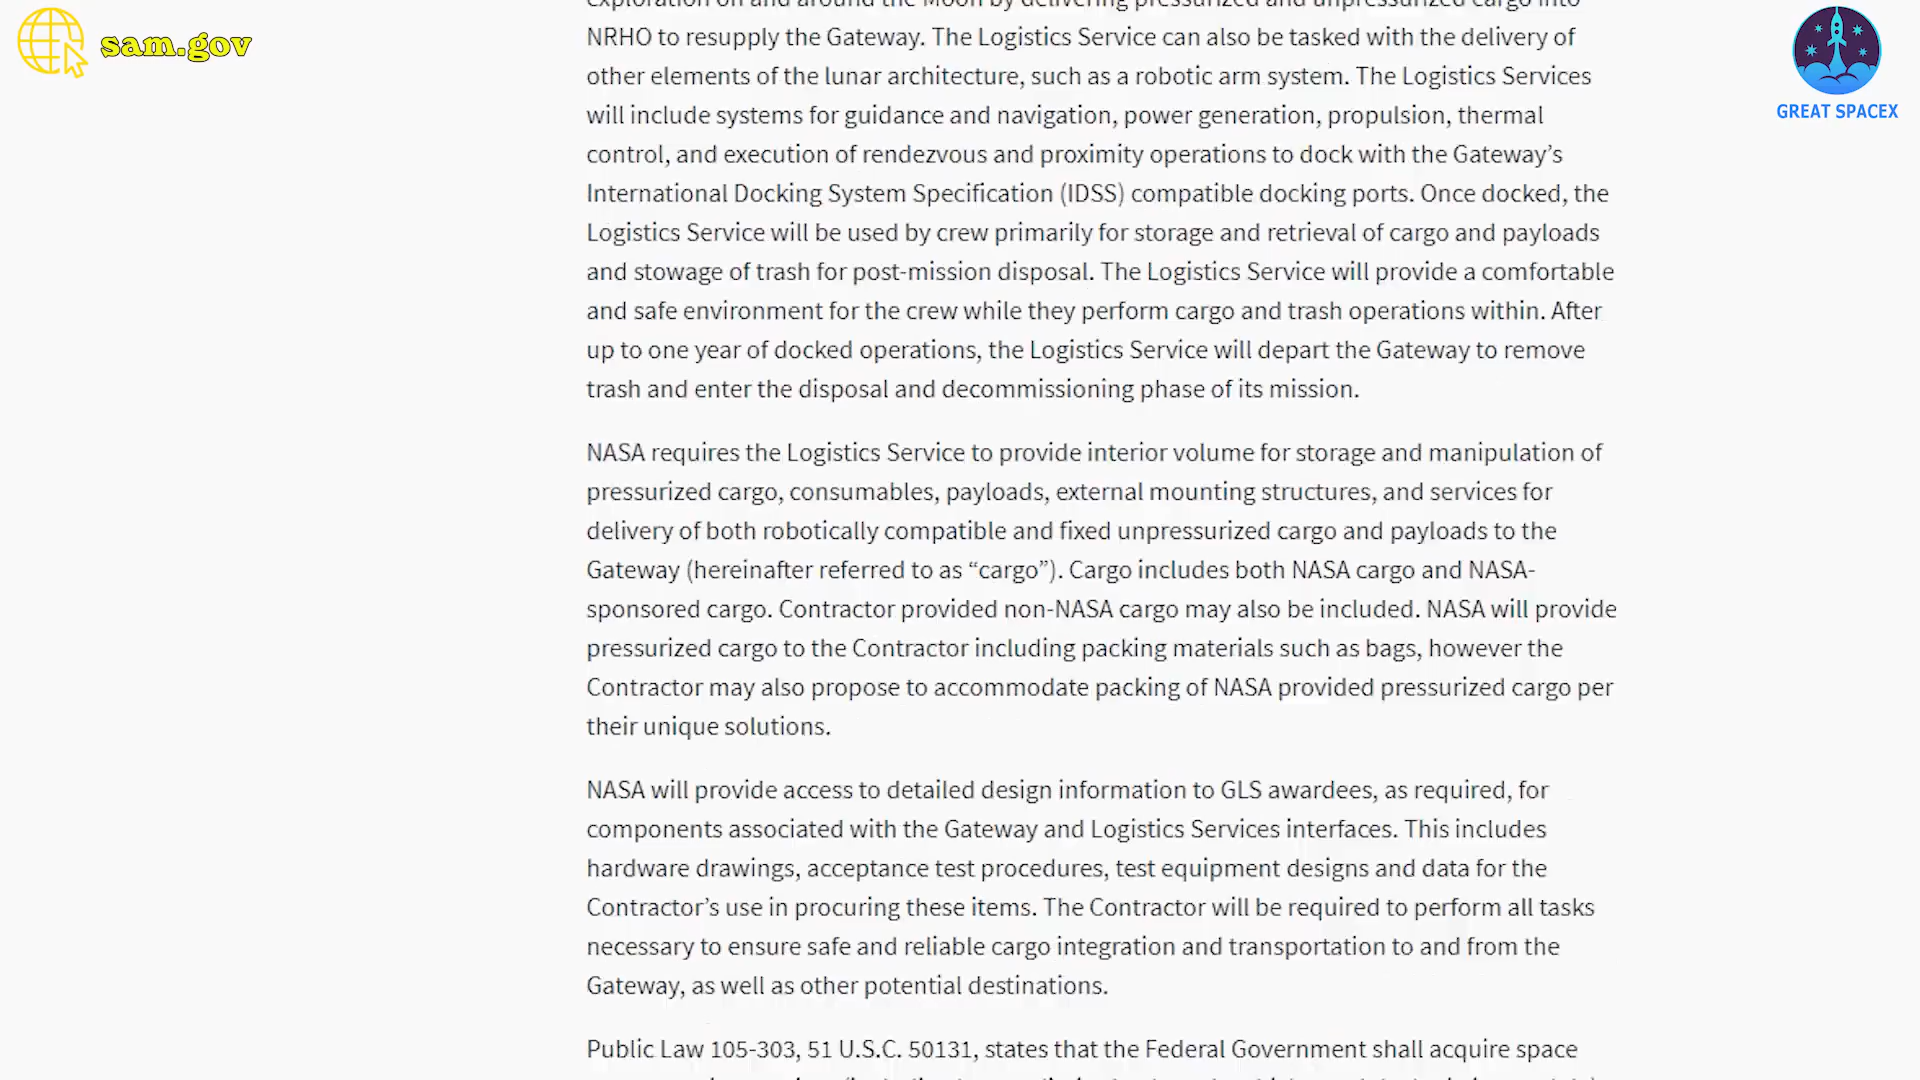 sam.gov
GREAT SPACEX
Exploration on and around the Moon by delivering pressurized and unpressurized cargo into
NRHO to resupply the Gateway. The Logistics Service can also be tasked with the delivery of
other elements of the lunar architecture, such as a robotic arm system. The Logistics Services
will include systems for guidance and navigation, power generation, propulsion, thermal
control, and execution of rendezvous and proximity operations to dock with the Gateway’s
International Docking System Specification (IDSS) compatible docking ports. Once docked, the
Logistics Service will be used by crew primarily for storage and retrieval of cargo and payloads
and stowage of trash for post-mission disposal. The Logistics Service will provide a comfortable
and safe environment for the crew while they perform cargo and trash operations within. After
up to one year of docked operations, the Logistics Service will depart the Gateway to remove
trash and enter the disposal and decommissioning phase of its mission.
NASA requires the Logistics Service to provide interior volume for storage and manipulation of
pressurized cargo, consumables, payloads, external mounting structures, and services for
delivery of both robotically compatible and fixed unpressurized cargo and payloads to the
Gateway (hereinafter referred to as “cargo”). Cargo includes both NASA cargo and NASA-
sponsored cargo. Contractor provided non-NASA cargo may also be included. NASA will provide
pressurized cargo to the Contractor including packing materials such as bags, however the
Contractor may also propose to accommodate packing of NASA provided pressurized cargo per
their unique solutions.
NASA will provide access to detailed design information to GLS awardees, as required, for
components associated with the Gateway and Logistics Services interfaces. This includes
hardware drawings, acceptance test procedures, test equipment designs and data for the
Contractor’s use in procuring these items. The Contractor will be required to perform all tasks
necessary to ensure safe and reliable cargo integration and transportation to and from the
Gateway, as well as other potential destinations.
Public Law 105-303, 51 U.S.C. 50131, states that the Federal Government shall acquire space